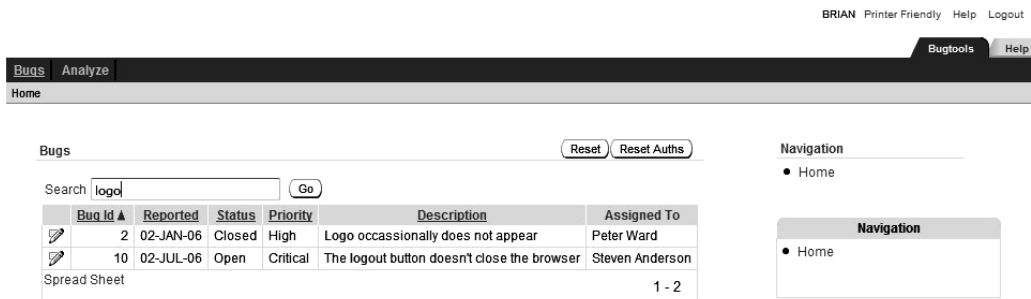 BRIAN Printer Friendly Help Logout
Bugtools Help
Bugs Analyze
Home
Bugs Reset Reset Auths
Search logo Go
Bug Id ▲ Reported Status Priority Description Assigned To
2 02-JAN-06 Closed High Logo occassionally does not appear Peter Ward
10 02-JUL-06 Open Critical The logout button doesn't close the browser Steven Anderson
Spread Sheet 1 - 2
Navigation
Home
Navigation
Home